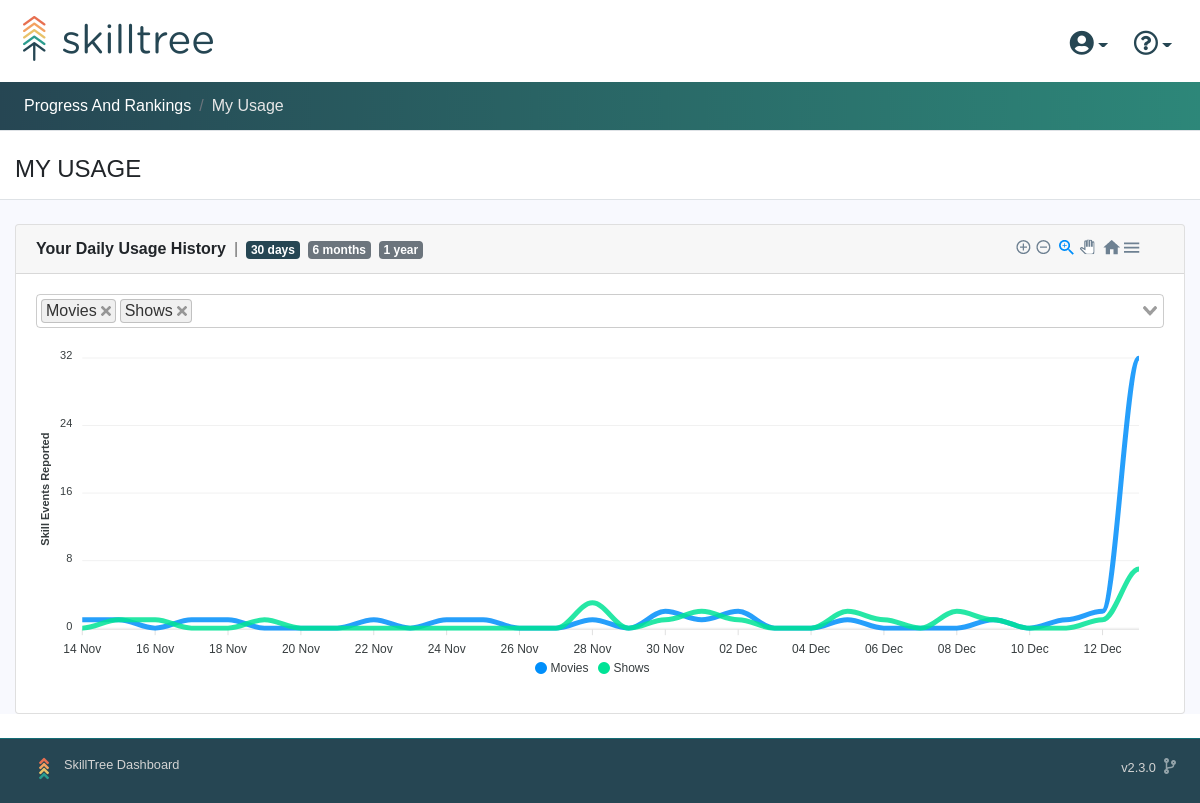 skilltree
Progress And Rankings / My Usage
MY USAGE
Your Daily Usage History | 30 days 6 months 1 year
Movies Shows
32
24
16
8
0
Skill Events Reported
14 Nov 16 Nov 18 Nov 20 Nov 22 Nov 24 Nov 26 Nov 28 Nov 30 Nov 02 Dec 04 Dec 06 Dec 08 Dec 10 Dec 12 Dec
Movies Shows
SkillTree Dashboard
v2.3.0